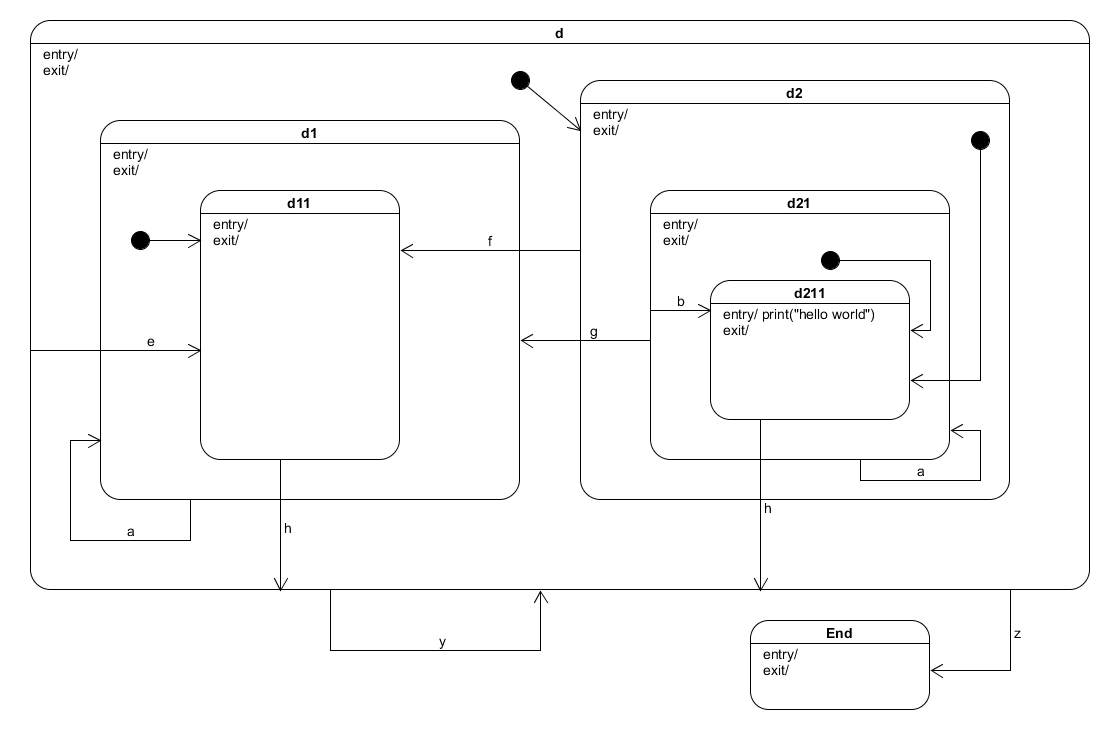 d
entry/
exit/
d2
entry/
exit/
d1
entry/
exit/
d11
entry/
exit/
d21
entry/
exit/
f
d211
entry/ print("hello world")
exit/
b
g
e
a
a
h
h
y
End
entry/
exit/
z